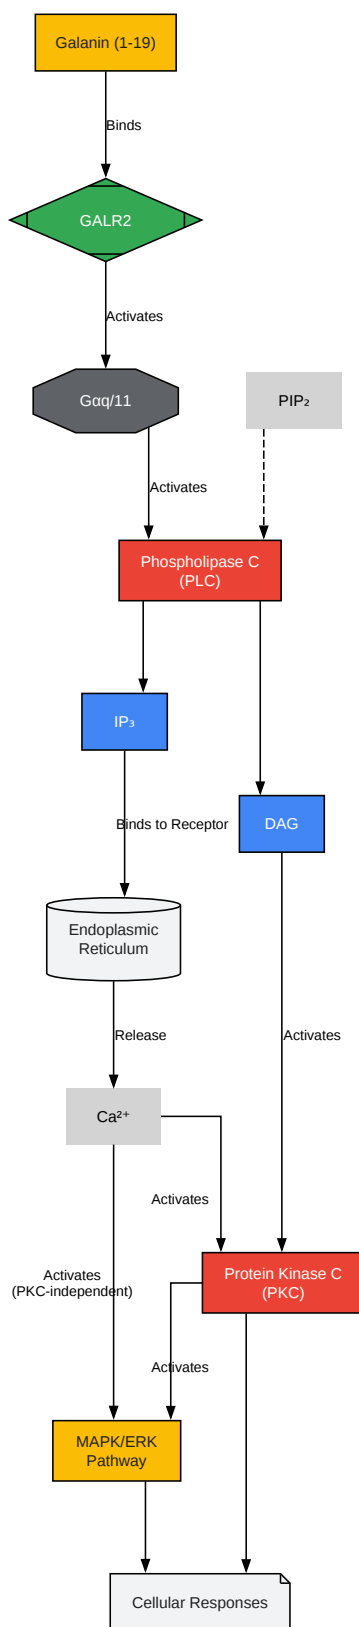 Galanin (1-19)
Binds
GALR2
Activates
Gαq/11
PIP₂
Activates
Phospholipase C
(PLC)
IP₃
Binds to Receptor
DAG
Endoplasmic
Reticulum
Release
Activates
Ca²⁺
Activates
Activates
(PKC-independent)
Protein Kinase C
(PKC)
Activates
MAPK/ERK
Pathway
Cellular Responses